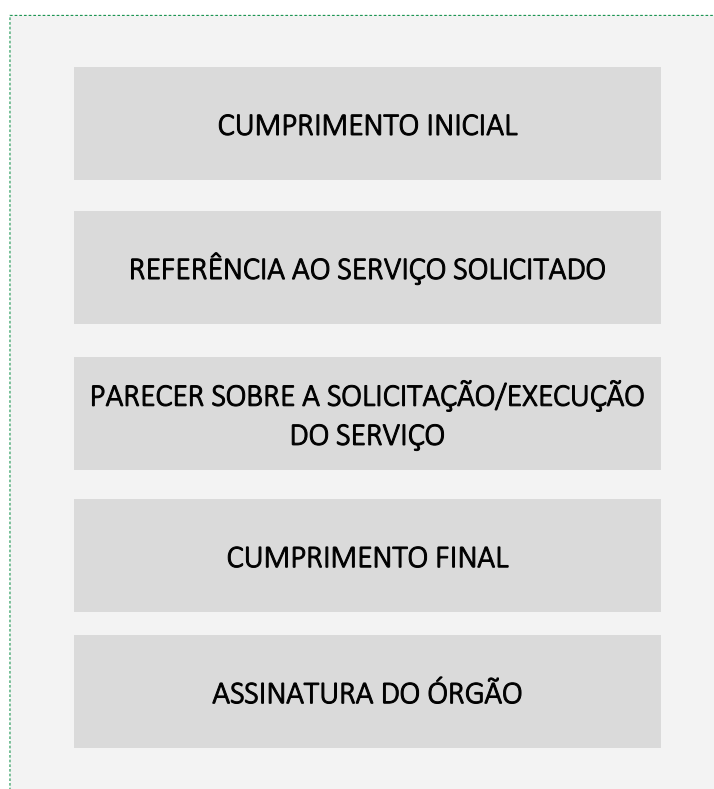 CUMPRIMENTO INICIAL
REFERÊNCIA AO SERVIÇO SOLICITADO
PARECER SOBRE A SOLICITAÇÃO/EXECUÇÃO
DO SERVIÇO
CUMPRIMENTO FINAL
ASSINATURA DO ÓRGÃO